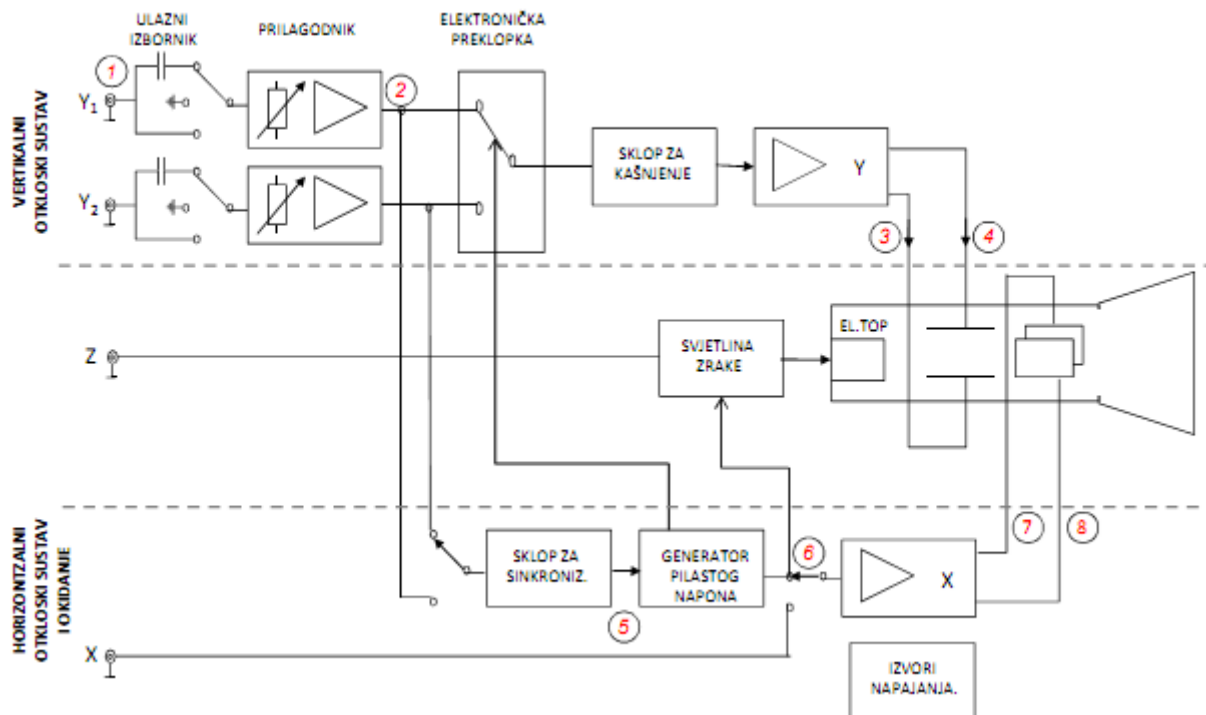 ULAZNI
IZBORNIK
PRILAGODNIK
ELEKTRONIČKA
PREKLOPKA
VERTIKALNI
OTKLOSKI SUSTAV
1
Y1
Y2
2
SKLOP ZA
KAŠNJENJE
Y
3
4
Z
SVJETLINA
ZRAKE
EL.TOP
HORIZONTZALNI
OTKLOSKI SUSTAV
I OKIDANJE
SKLOP ZA
SINKRONIZ.
5
GENERATOR
PILASTOG
NAPONA
6
X
7
8
X
IZVORI
NAPAJANJA.